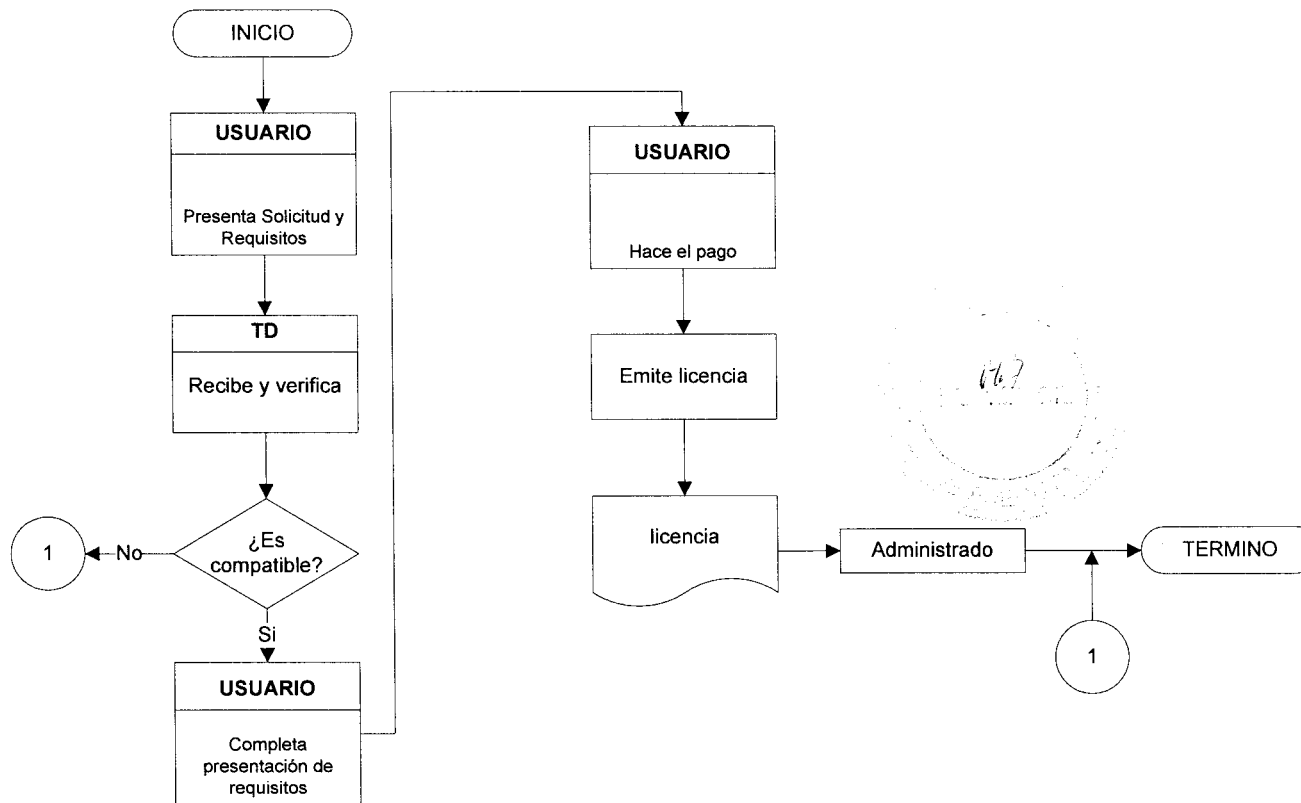 INICIO
USUARIO
Presenta Solicitud y
Requisitos
TD
Recibe y verifica
¿Es
compatible?
No
1
Si
USUARIO
Completa
presentación de
requisitos
USUARIO
Hace el pago
Emite licencia
licencia
Administrado
TERMINO
1